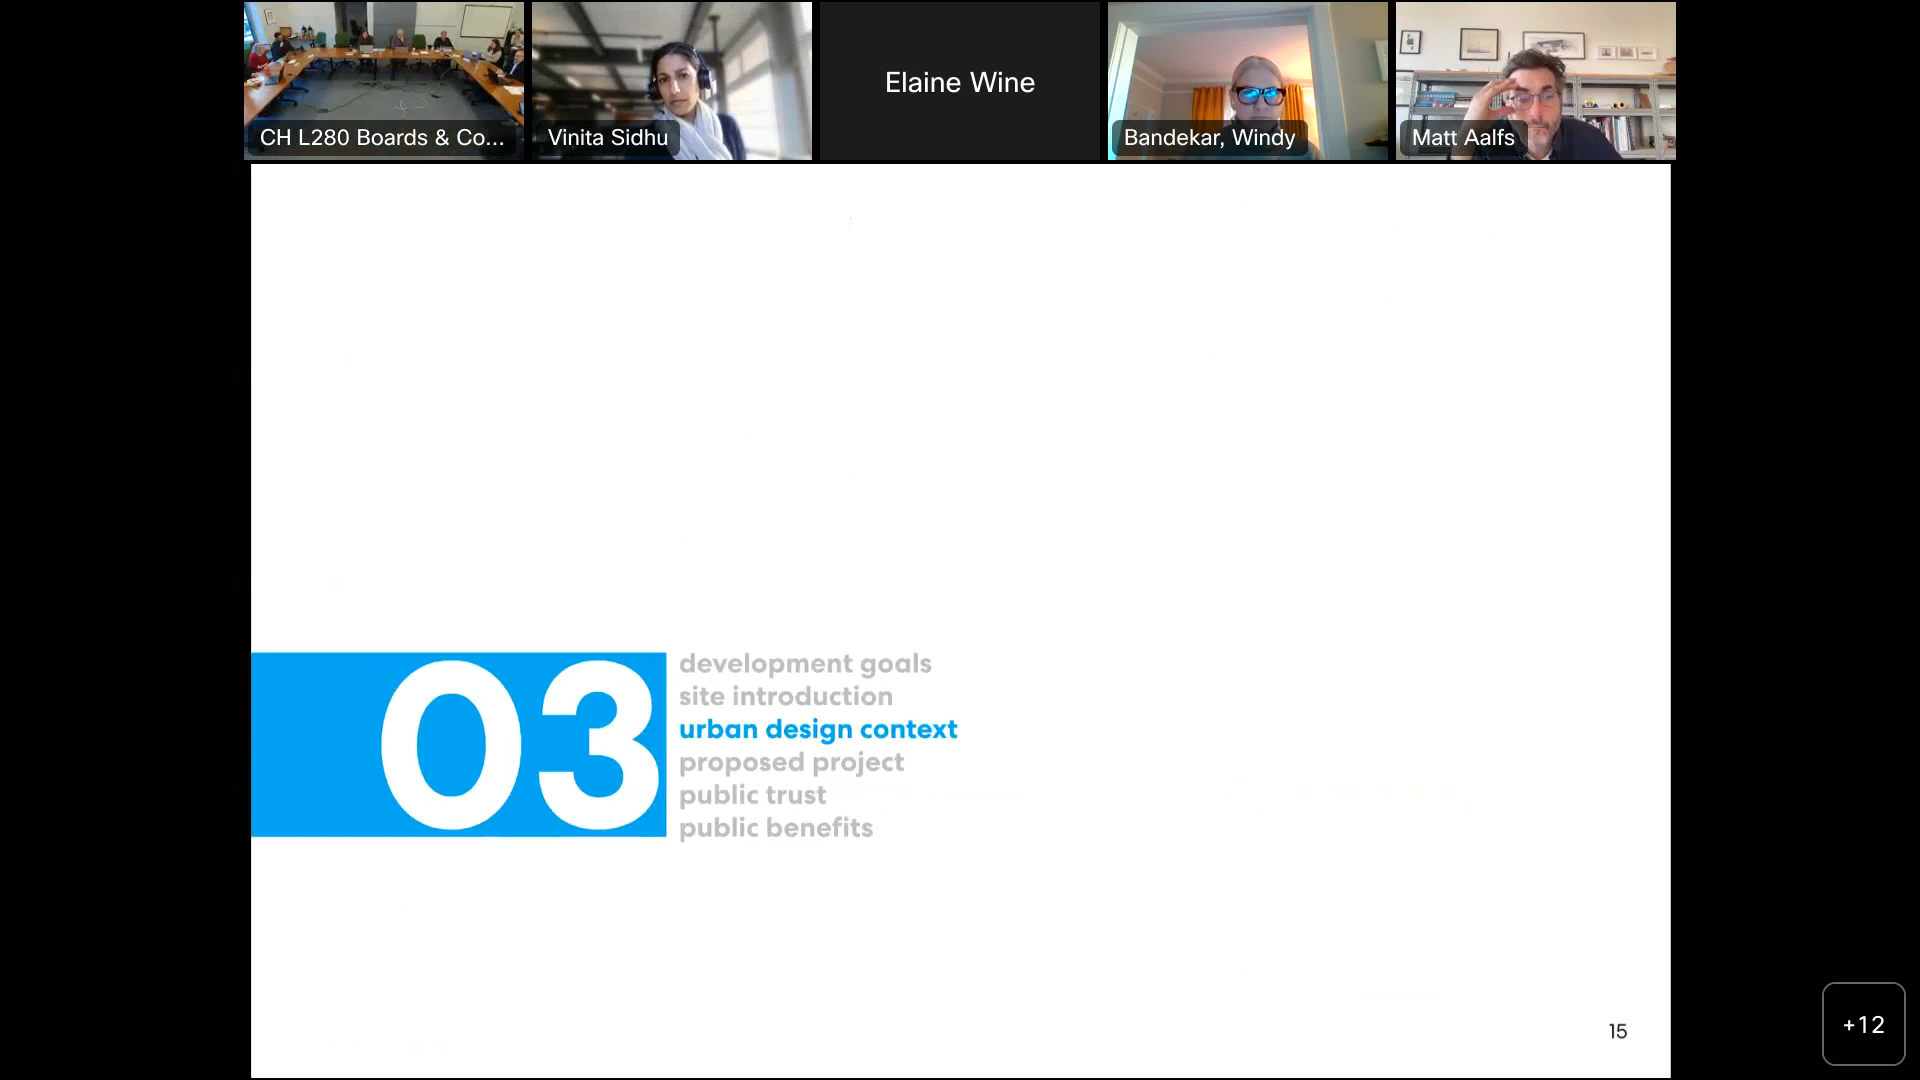 CH L280 Boards & Co...
Vinita Sidhu
Elaine Wine
Bandekar, Windy
Matt Aalfs
03
development goals
site introduction
urban design context
proposed project
public trust
public benefits
15
+12